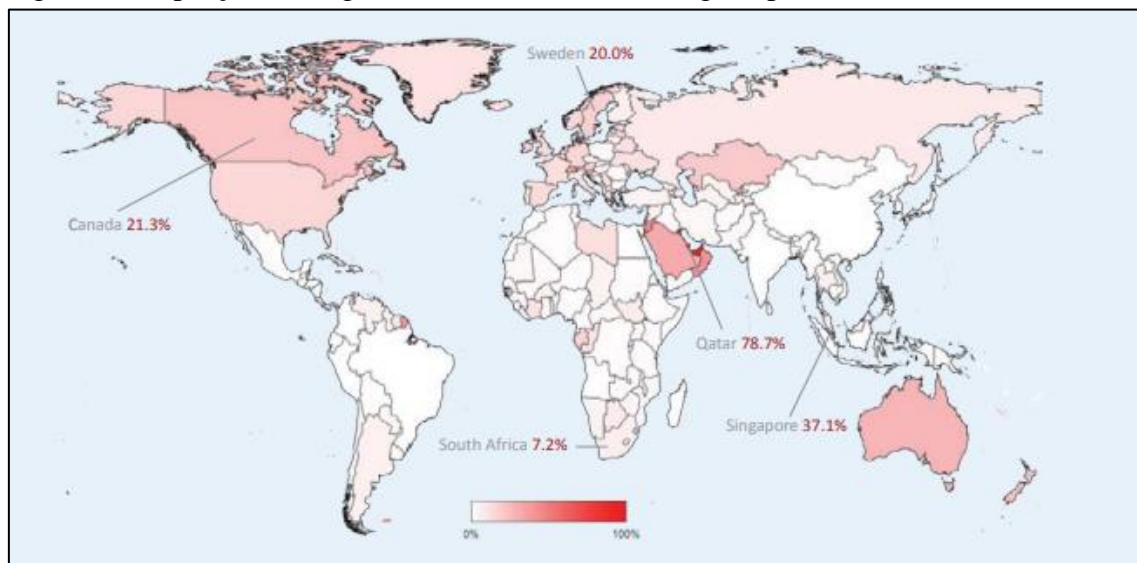 Sweden 20.0%
Canada 21.3%
Qatar 78.7%
Singapore 37.1%
South Africa 7.2%
0%
100%